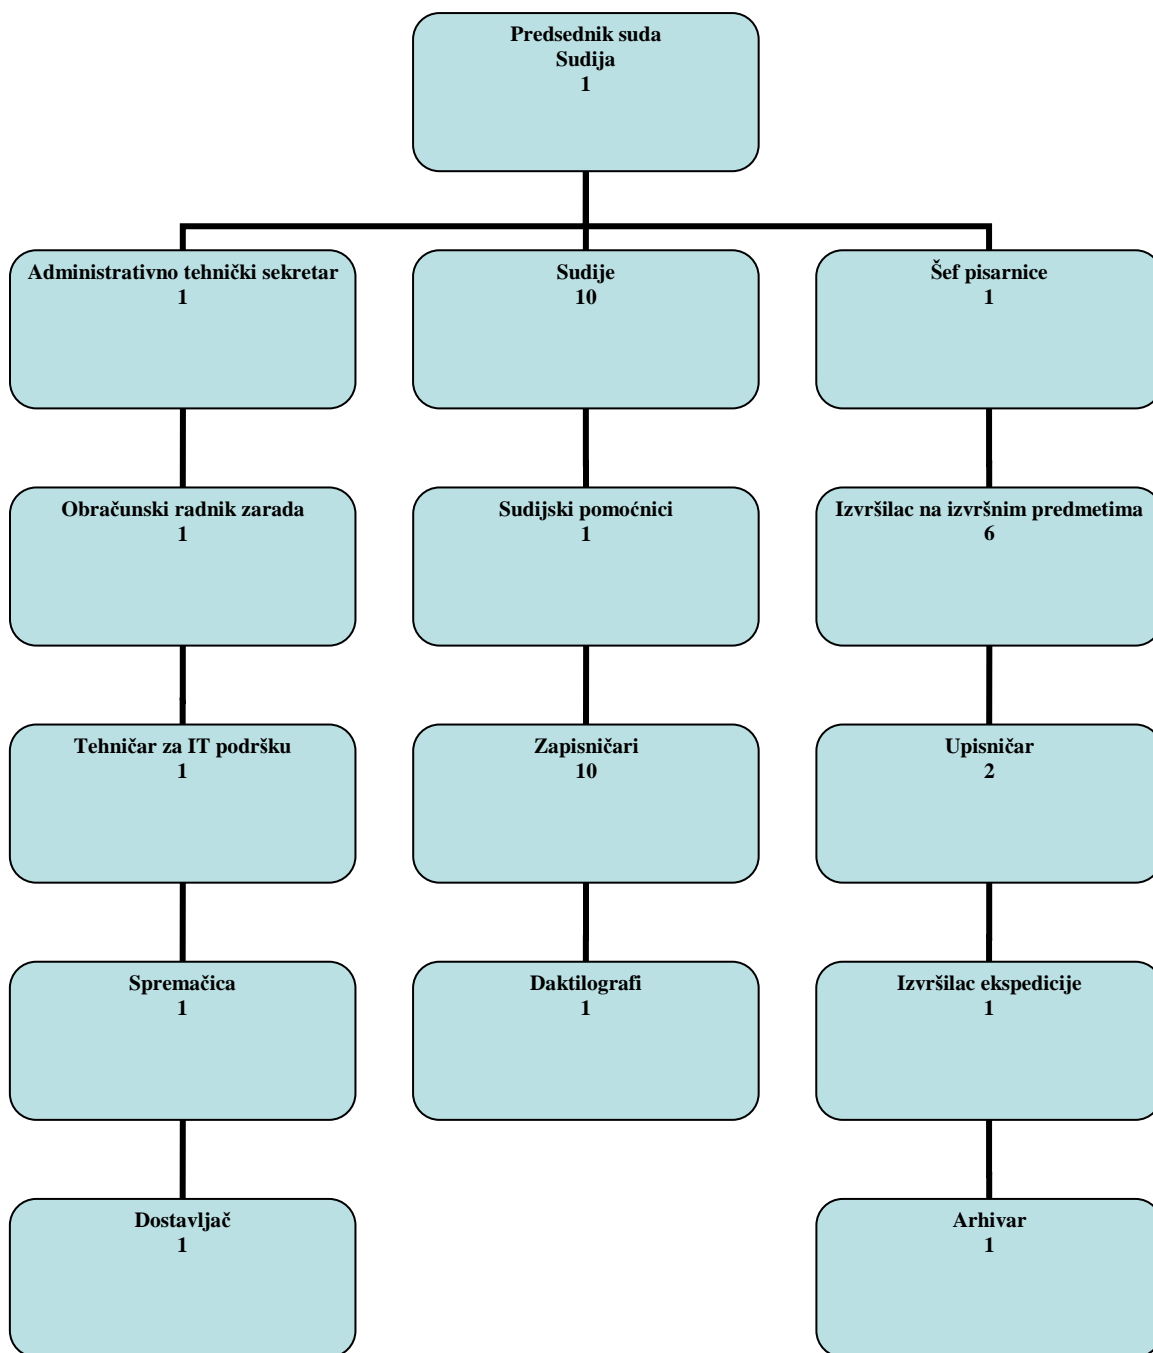 Predsednik suda
Sudija
1
Administrativno tehnički sekretar
1
Sudije
10
Šef pisarnice
1
Obračunski radnik zarada
1
Sudijski pomoćnici
1
Izvršilac na izvršnim predmetima
6
Tehničar za IT podršku
1
Zapisničari
10
Upisničar
2
Spremačica
1
Daktilografi
1
Izvršilac ekspedicije
1
Dostavljač
1
Arhivar
1